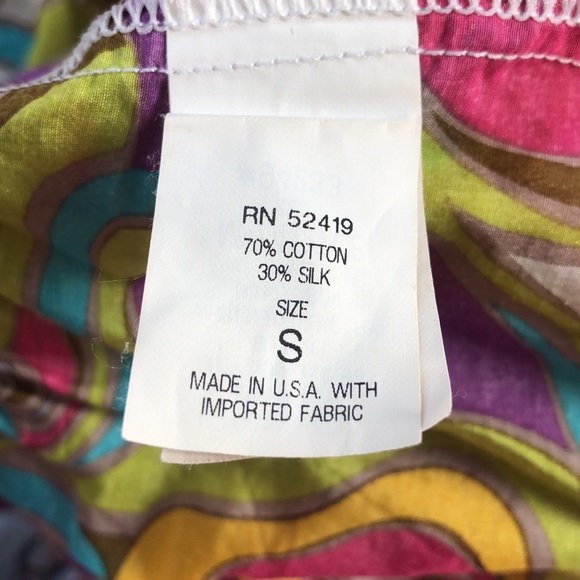 RN 52419
70% COTTON
30% SILK
SIZE
S
MADE IN U.S.A. WITH
IMPORTED FABRIC